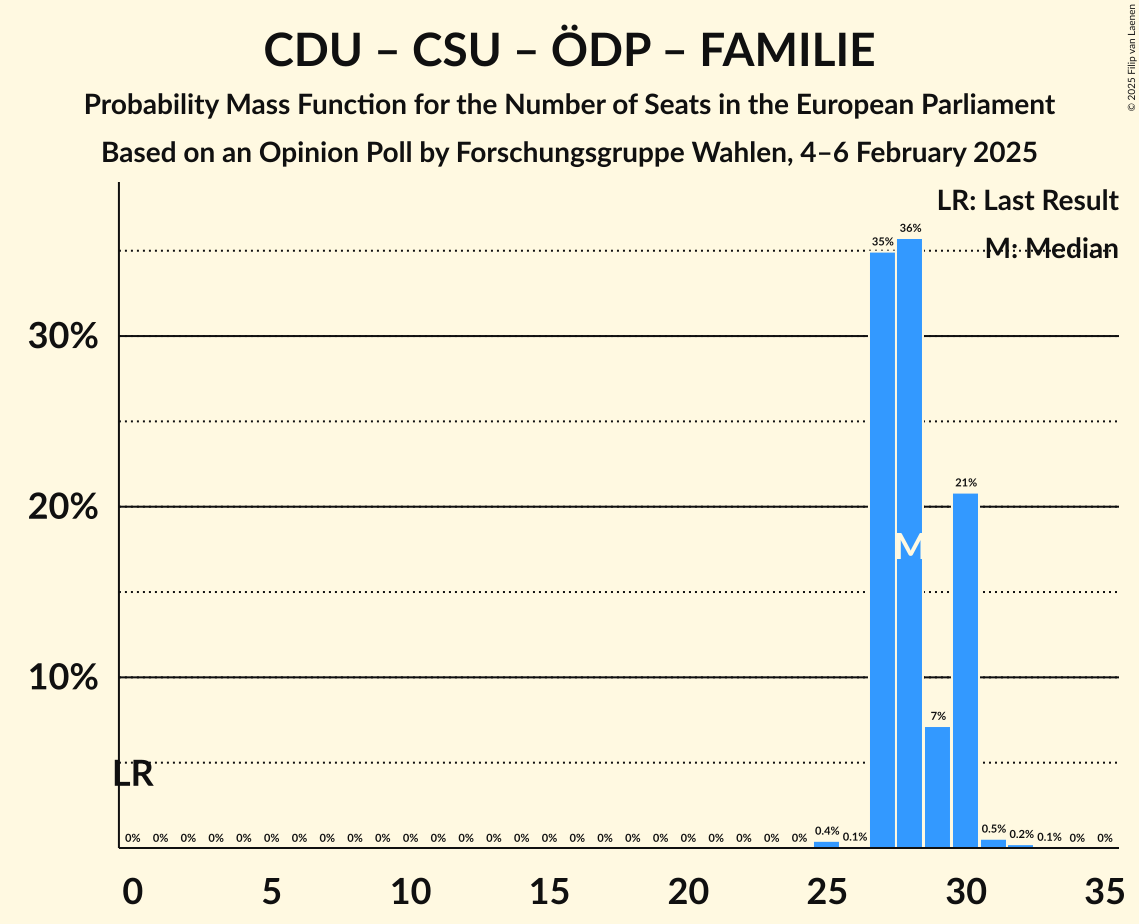 CDU – CSU – ÖDP – FAMILIE
Probability Mass Function for the Number of Seats in the European Parliament
Based on an Opinion Poll by Forschungsgruppe Wahlen, 4–6 February 2025
© 2025 Filip van Laenen
LR: Last Result
M: Median
30%
20%
10%
LR
M
0% 0% 0% 0% 0% 0% 0% 0% 0% 0% 0% 0% 0% 0% 0% 0% 0% 0% 0% 0% 0% 0% 0% 0% 0% 0.4% 0.1% 35% 36% 7% 21% 0.5% 0.2% 0.1% 0% 0%
0 5 10 15 20 25 30 35